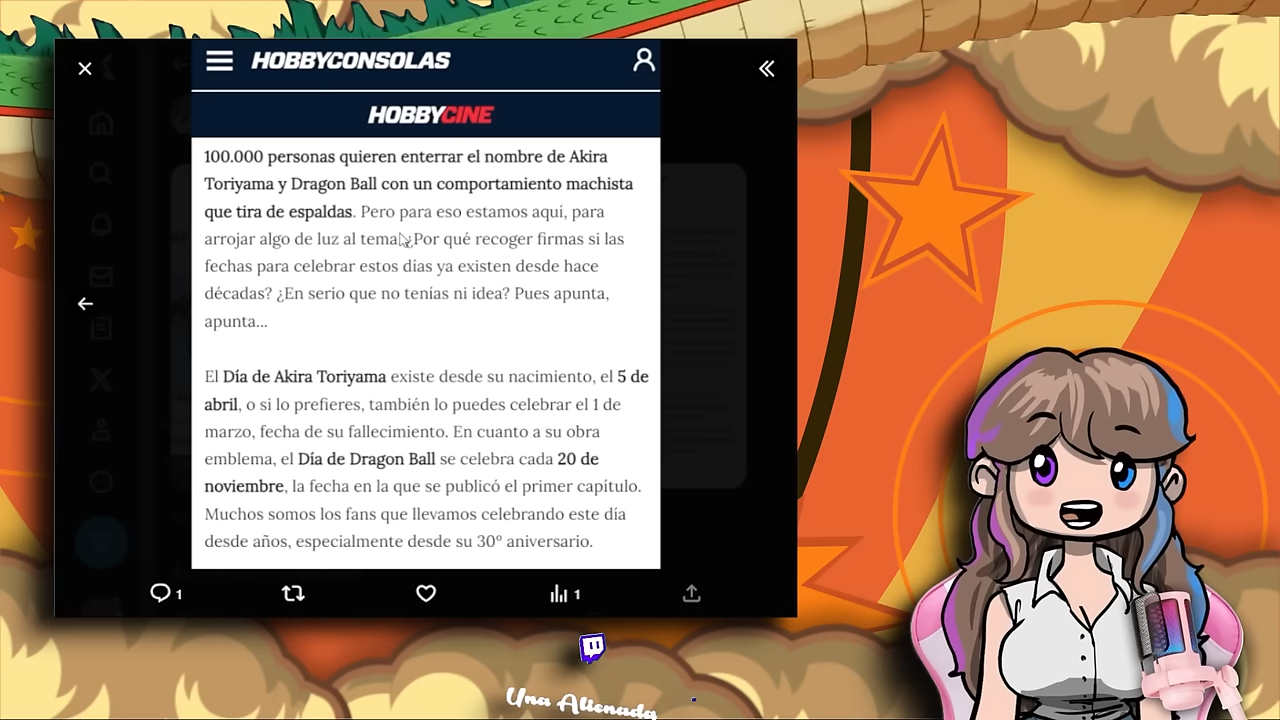 HOBBYCONSOLAS
HOBBYCINE
100.000 personas quieren enterrar el nombre de Akira
Toriyama y Dragon Ball con un comportamiento machista
que tira de espaldas. Pero para eso estamos aquí, para
arrojar algo de luz al tema ¿Por qué recoger firmas si las
fechas para celebrar estos días ya existen desde hace
décadas? ¿En serio que no tenías ni idea? Pues apunta,
apunta...
El Día de Akira Toriyama existe desde su nacimiento, el 5 de
abril, o si lo prefieres, también lo puedes celebrar el 1 de
marzo, fecha de su fallecimiento. En cuanto a su obra
emblema, el Día de Dragon Ball se celebra cada 20 de
noviembre, la fecha en la que se publicó el primer capítulo.
Muchos somos los fans que llevamos celebrando este día
desde años, especialmente desde su 30º aniversario.
1 1
Una Alienada